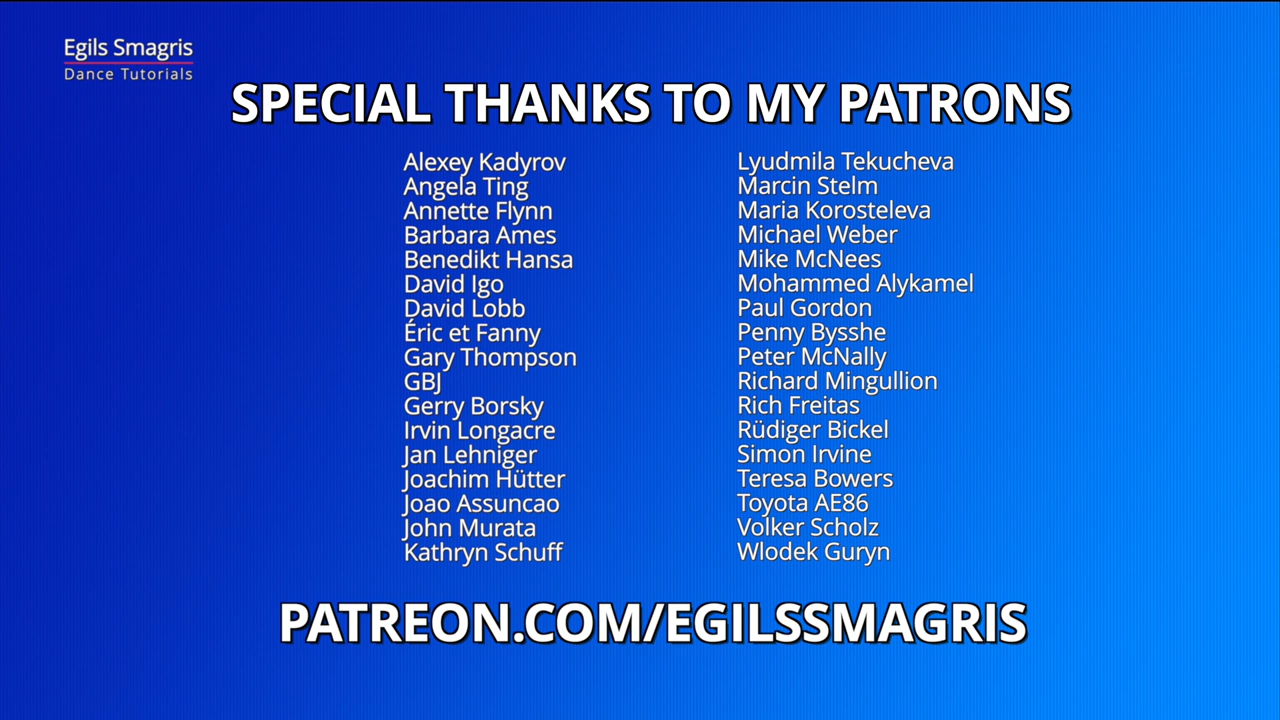 Egils Smagris
Dance Tutorials
SPECIAL THANKS TO MY PATRONS
Alexey Kadyrov
Angela Ting
Annette Flynn
Barbara Ames
Benedikt Hansa
David Igo
David Lobb
Éric et Fanny
Gary Thompson
GBJ
Gerry Borsky
Irvin Longacre
Jan Lehniger
Joachim Hütter
Joao Assuncao
John Murata
Kathryn Schuff
Lyudmila Tekucheva
Marcin Stelm
Maria Korosteleva
Michael Weber
Mike McNees
Mohammed Alykamel
Paul Gordon
Penny Bysshe
Peter McNally
Richard Mingullion
Rich Freitas
Rüdiger Bickel
Simon Irvine
Teresa Bowers
Toyota AE86
Volker Scholz
Wlodek Guryn
PATREON.COM/EGILSSMAGRIS